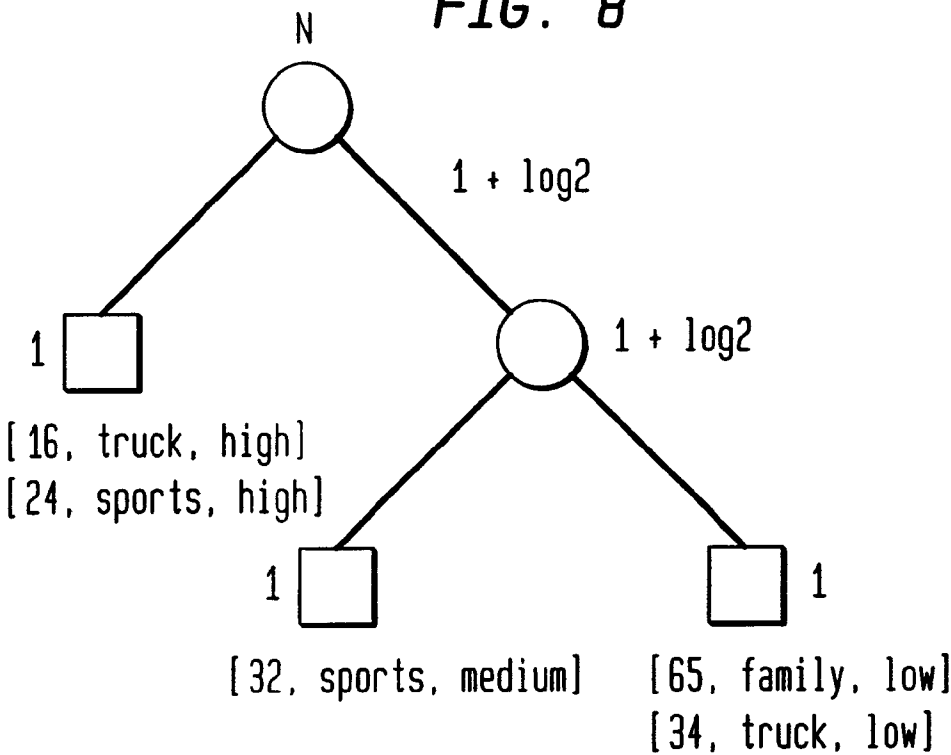 FIG. 8
N
1 + log2
1
1 + log2
[16, truck, high]
[24, sports, high]
1
1
[32, sports, medium]
[65, family, low]
[34, truck, low]